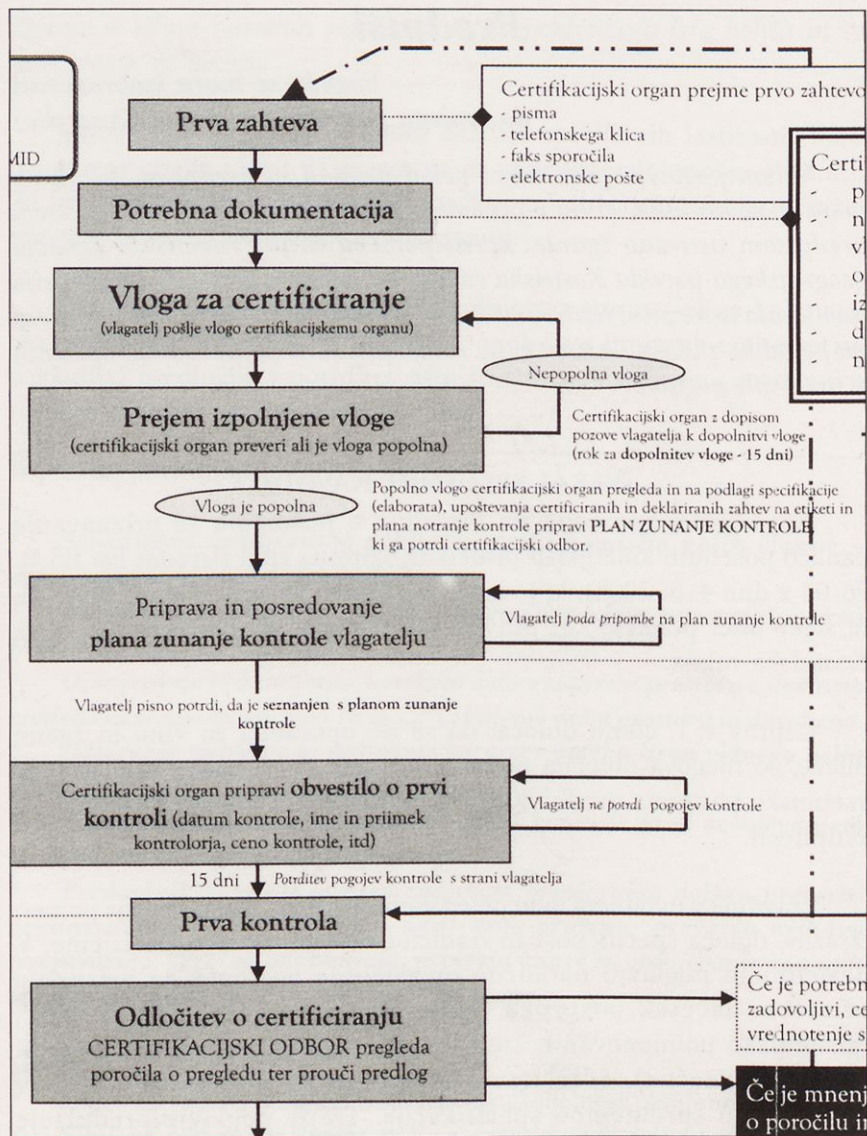 Certifikacijski organ prejme prvo zahtevo
- pisma
- telefonskega klica
- faks sporočila
- elektronske pošte
Prva zahteva
MID
Certi
- p
n
v
o
- iz
d
- n
Potrebna dokumentacija
Vloga za certificiranje
(vlagatelj pošlje vlogo certifikacijskemu organu)
Nepopolna vloga
Prejem izpolnjene vloge
(certifikacijski organ preveri ali je vloga popolna)
Certifikacijski organ z dopisom
pozove vlagatelja k dopolnitvi vloge
(rok za dopolnitev vloge - 15 dni)
Vloga je popolna
Popolno vlogo certifikacijski organ pregleda in na podlagi specifikacije
(elaborata), upoštevanja certificiranih in deklariranih zahtev na etiketi in
plana notranje kontrole pripravi PLAN ZUNANJE KONTROLE,
ki ga potrdi certifikacijski odbor.
Priprava in posredovanje
plana zunanje kontrole vlagatelju
Vlagatelj poda pripombe na plan zunanje kontrole
Vlagatelj pisno potrdi, da je seznanjen s planom zunanje
kontrole
Certifikacijski organ pripravi obvestilo o prvi
kontroli (datum kontrole, ime in priimek
kontrolorja, ceno kontrole, itd)
Vlagatelj ne potrdi pogojev kontrole
15 dni Potrditev pogojev kontrole s strani vlagatelja
Prva kontrola
Odločitev o certificiranju
CERTIFIKACIJSKI ODBOR pregleda
poročila o pregledu ter prouči predlog
Če je potrebn
zadovoljivi, ce
vrednotenje s
Če je mnenj
o poročilu in